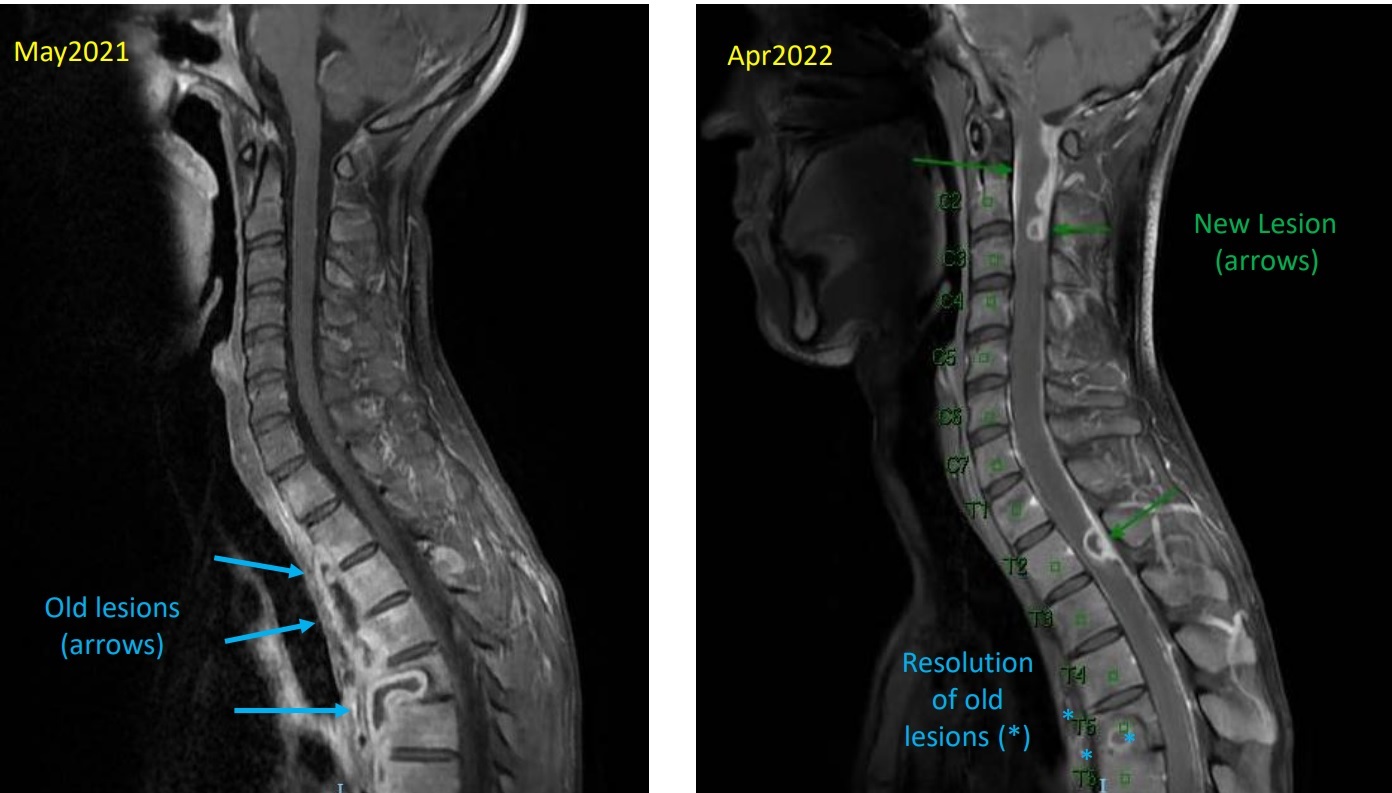 May2021
Old lesions
(arrows)
I
Apr2022
New Lesion
(arrows)
C2
C3
C4
C5
C6
C7
T1
T2
T3
T4
T5
Resolution
of old
lesions (*)
*
*
*
I